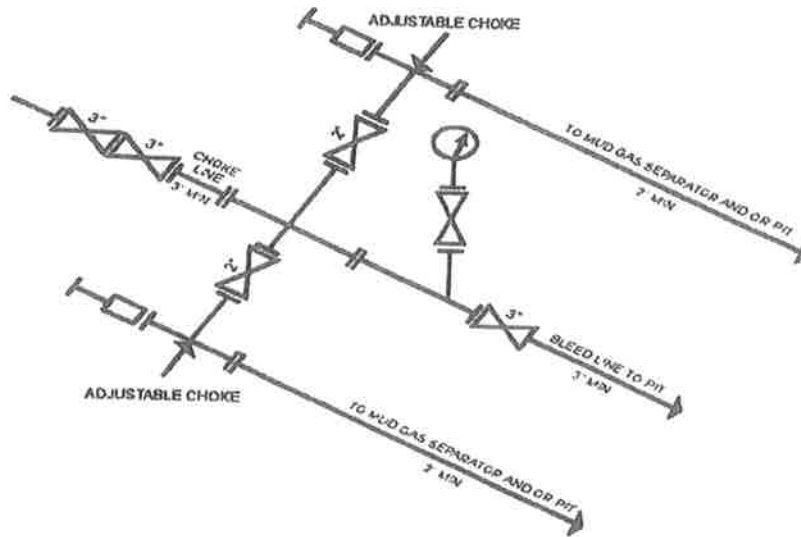 ADJUSTABLE CHOKE
3"
3"
CHOKE
LINE
3" MIN
2"
TO MUD GAS SEPARATOR AND OR PIT
2" MIN
2"
3"
BLEED LINE TO PIT
3" MIN
ADJUSTABLE CHOKE
TO MUD GAS SEPARATOR AND OR PIT
2" MIN